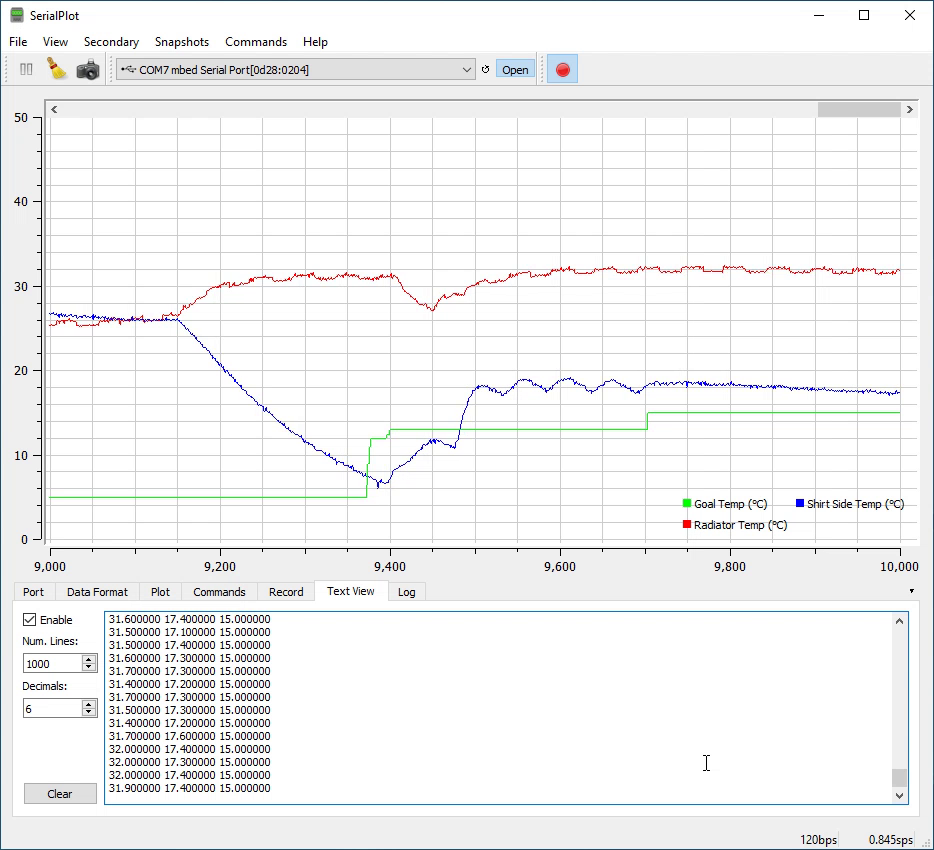 SerialPlot
File View Secondary Snapshots Commands Help
COM7 mbed Serial Port[0d28:0204] Open
50
40
30
20
10
0
Goal Temp (ºC) Shirt Side Temp (ºC)
Radiator Temp (ºC)
9,000 9,200 9,400 9,600 9,800 10,000
Port Data Format Plot Commands Record Text View Log
Enable
Num. Lines:
1000
Decimals:
6
Clear
31.600000 17.400000 15.000000
31.500000 17.100000 15.000000
31.500000 17.400000 15.000000
31.600000 17.300000 15.000000
31.700000 17.300000 15.000000
31.400000 17.200000 15.000000
31.700000 17.300000 15.000000
31.500000 17.300000 15.000000
31.400000 17.200000 15.000000
31.700000 17.600000 15.000000
32.000000 17.400000 15.000000
32.000000 17.300000 15.000000
32.000000 17.400000 15.000000
31.900000 17.400000 15.000000
120bps 0.845sps